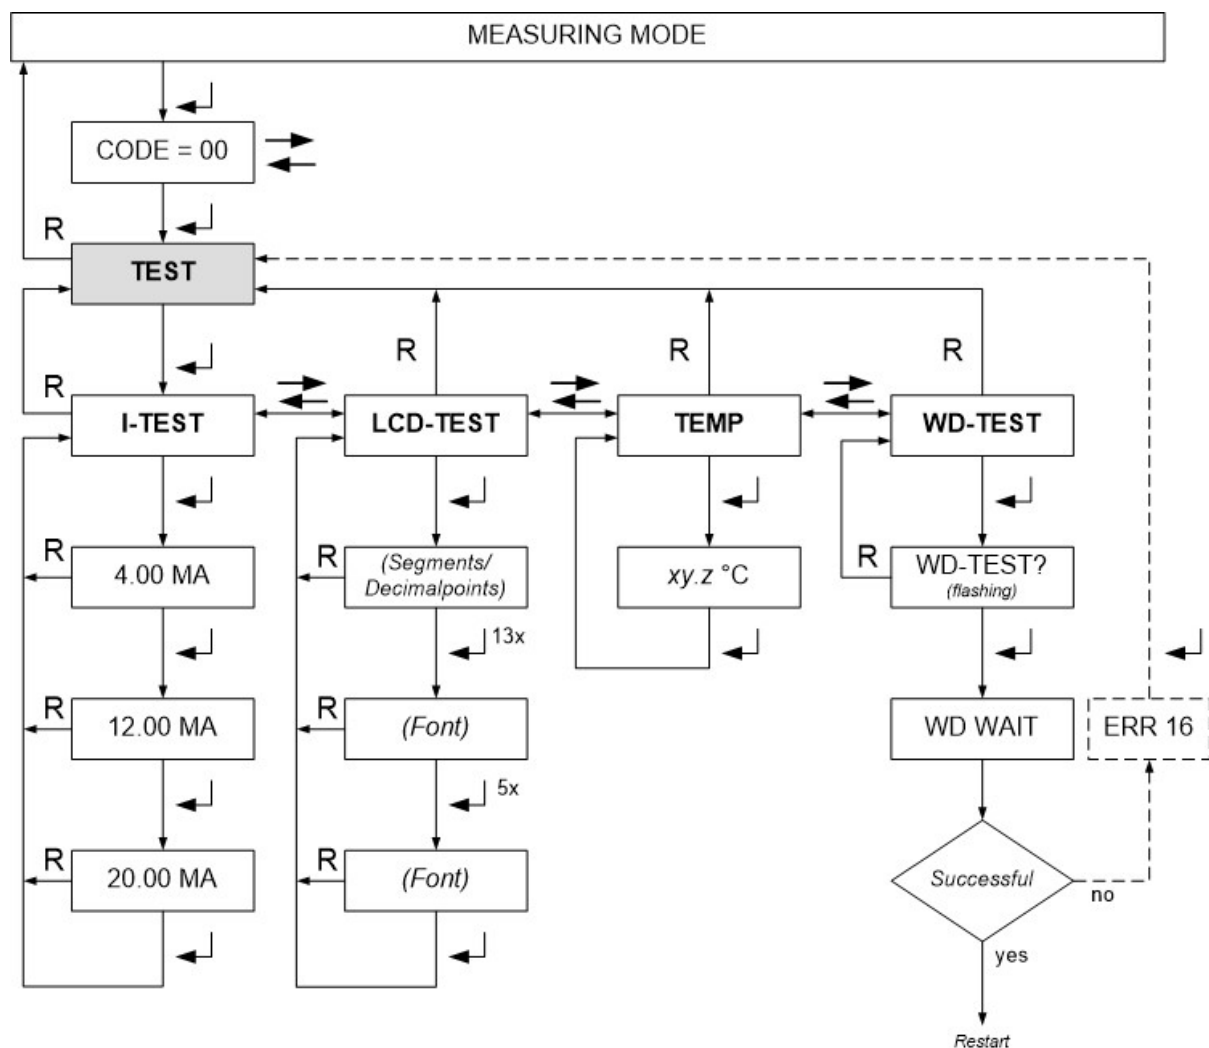 MEASURING MODE
CODE = 00
R
TEST
R
R
R
R
I-TEST
LCD-TEST
TEMP
WD-TEST
R
4.00 MA
R
(Segments/
Decimalpoints)
xy.z °C
R
WD-TEST?
(flashing)
13x
R
12.00 MA
R
(Font)
WD WAIT
ERR 16
5x
R
20.00 MA
R
(Font)
Successful
no
yes
Restart